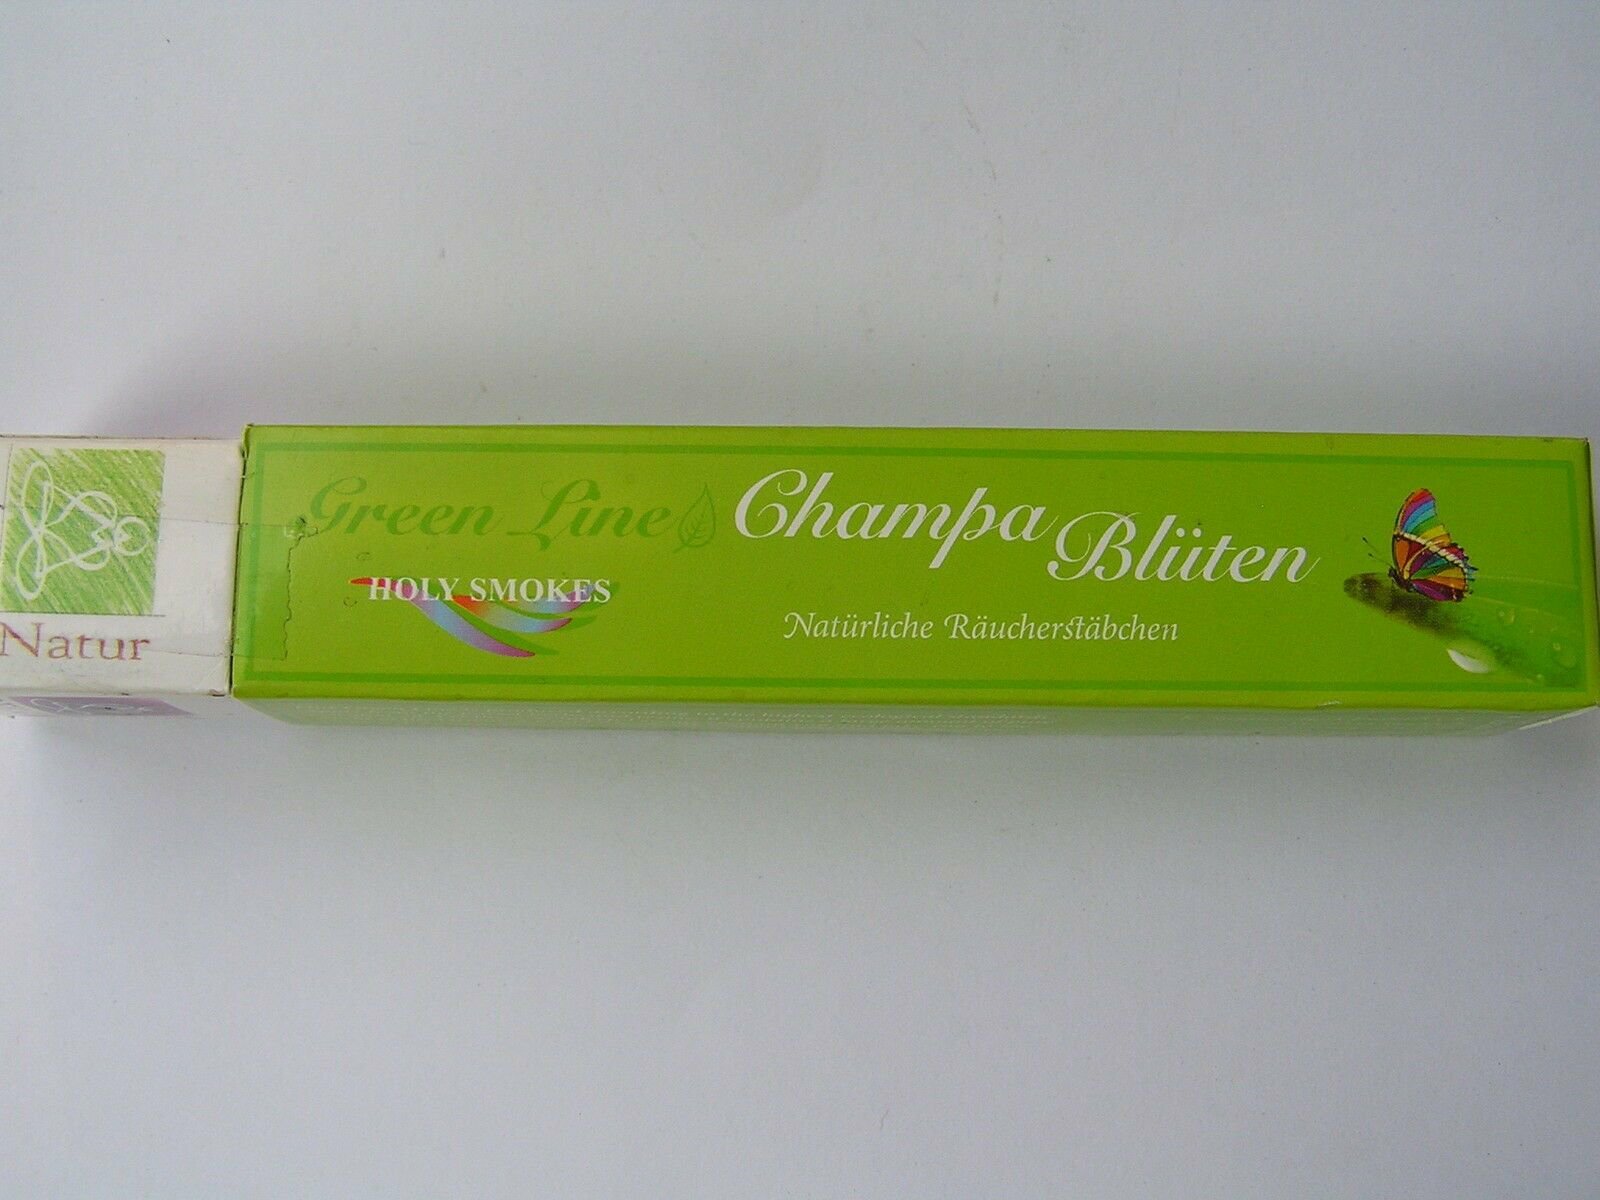 Green Line
Champa
Blüten
HOLY SMOKES
Natürliche Räucherstäbchen
Natur